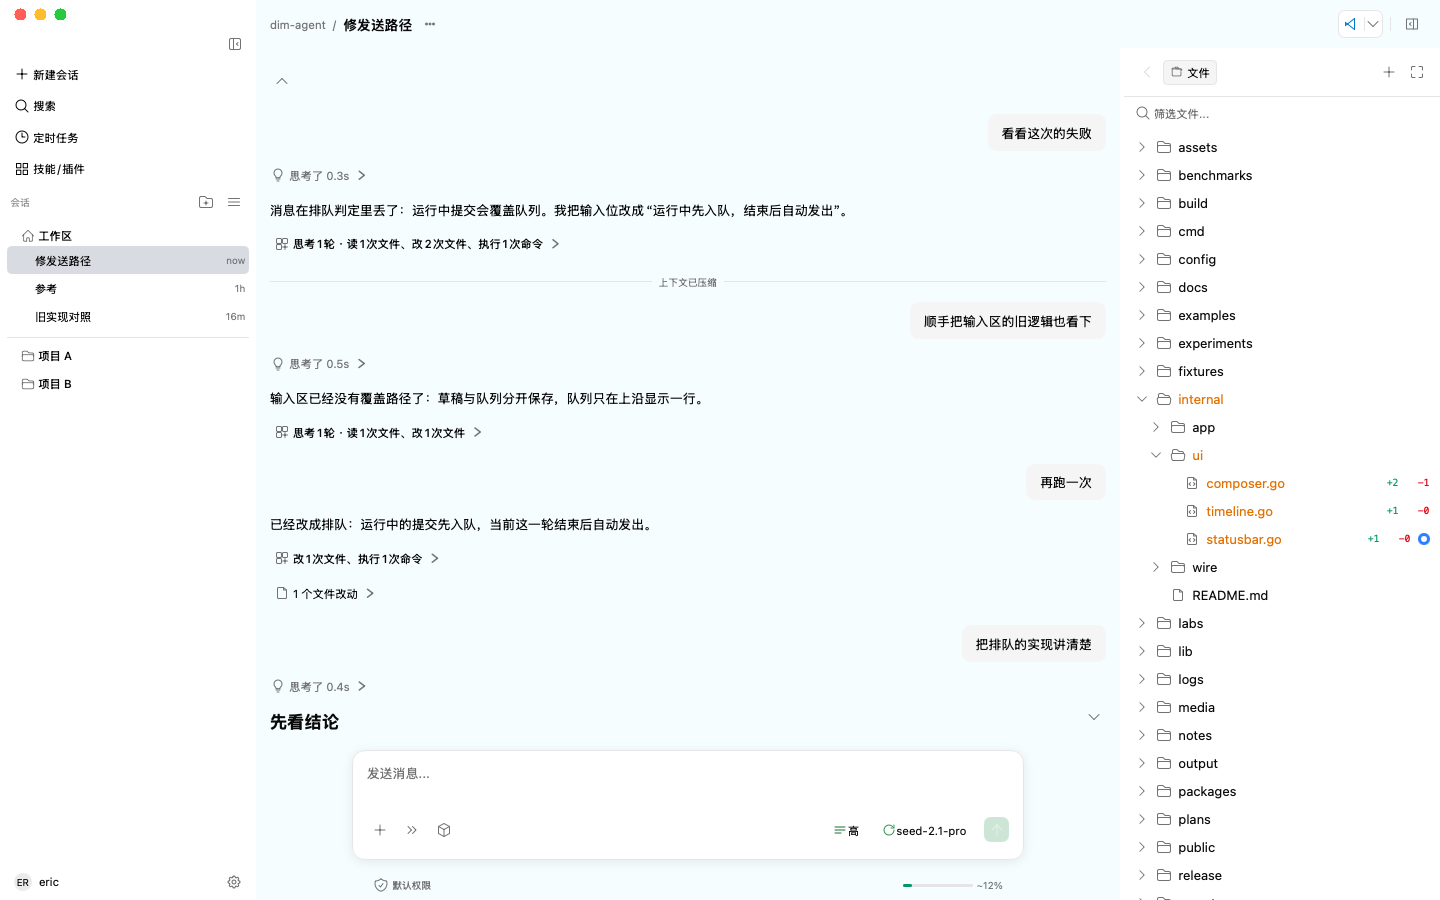 dim-agent / 修发送路径 ···
新建会话
搜索
定时任务
技能/插件
会话
工作区
修发送路径 now
参考 1h
旧实现对照 16m
项目 A
项目 B
ER eric
看看这次的失败
思考了 0.3s
消息在排队判定里丢了：运行中提交会覆盖队列。我把输入位改成“运行中先入队，结束后自动发出”。
思考1轮 · 读1次文件、改2次文件、执行1次命令
上下文已压缩
顺手把输入区的旧逻辑也看下
思考了 0.5s
输入区已经没有覆盖路径了：草稿与队列分开保存，队列只在上沿显示一行。
思考1轮 · 读1次文件、改1次文件
再跑一次
已经改成排队：运行中的提交先入队，当前这一轮结束后自动发出。
改1次文件、执行1次命令
1 个文件改动
把排队的实现讲清楚
思考了 0.4s
先看结论
发送消息...
高 seed-2.1-pro
默认权限 ~12%
文件
筛选文件...
assets
benchmarks
build
cmd
config
docs
examples
experiments
fixtures
internal
app
ui
composer.go +2 -1
timeline.go +1 -0
statusbar.go +1 -0
wire
README.md
labs
lib
logs
media
notes
output
packages
plans
public
release